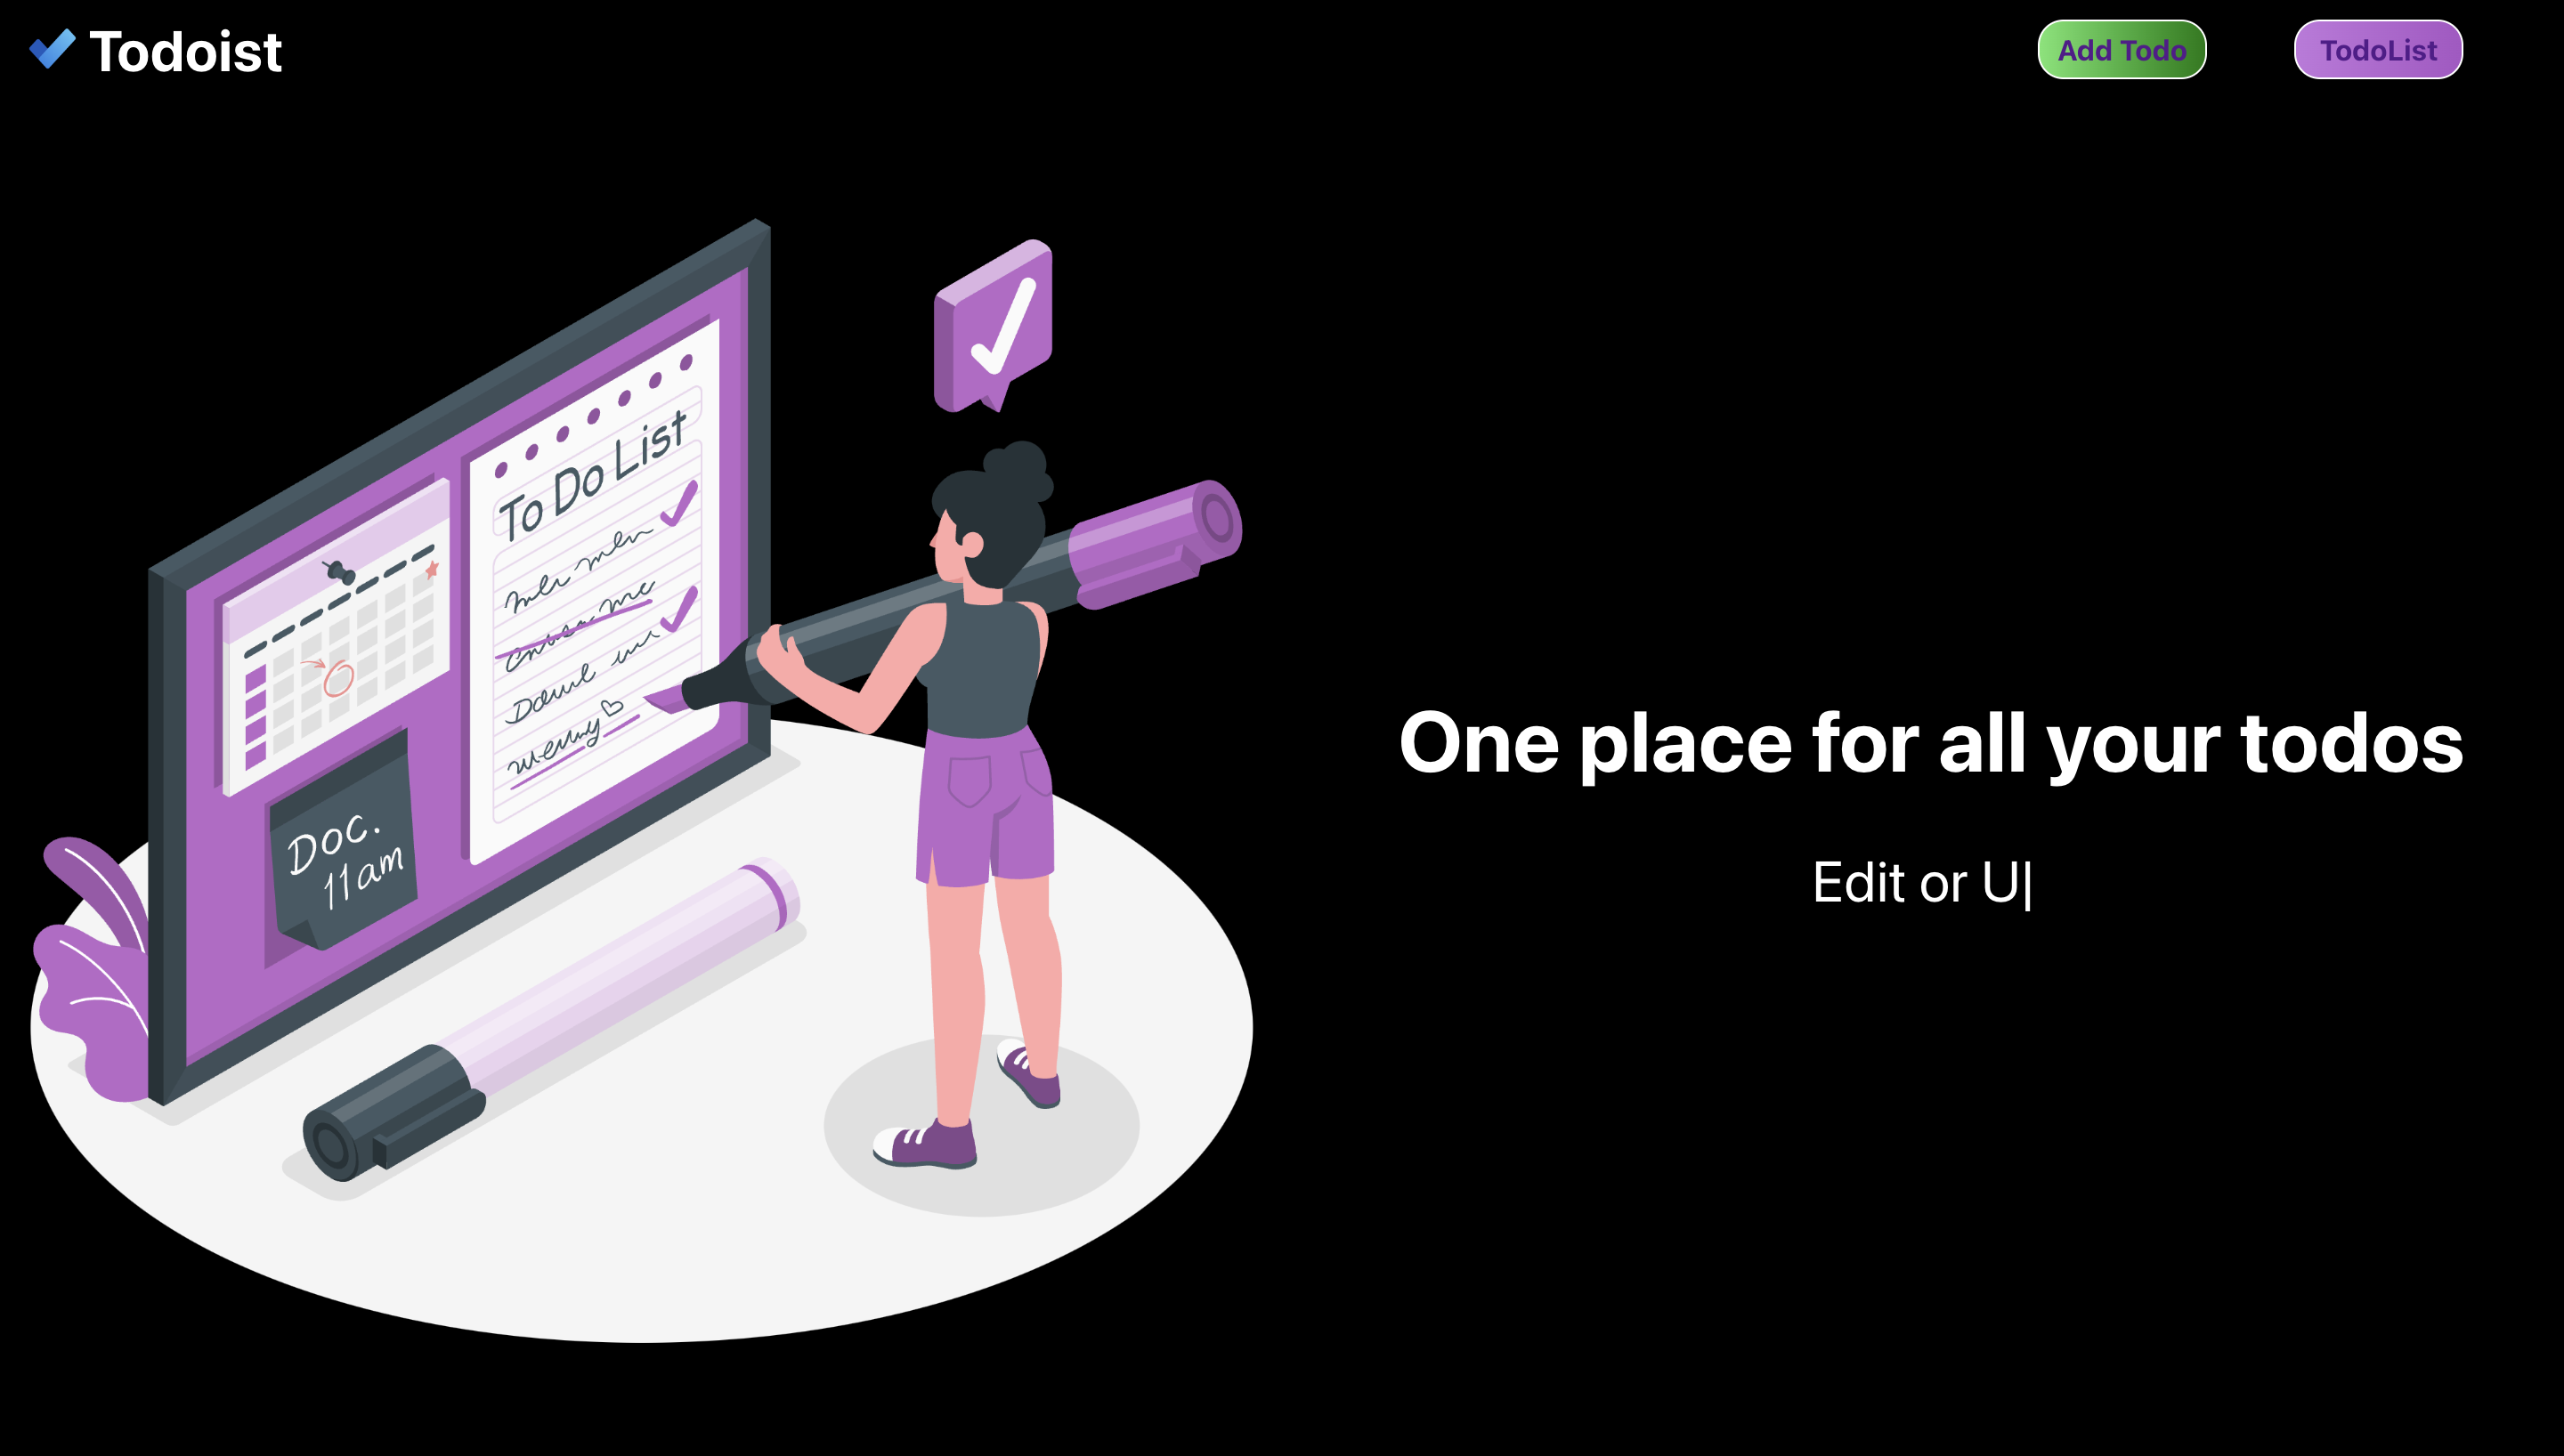 Todoist
Add Todo
TodoList
To Do List
Doc.
11am
One place for all your todos
Edit or U|